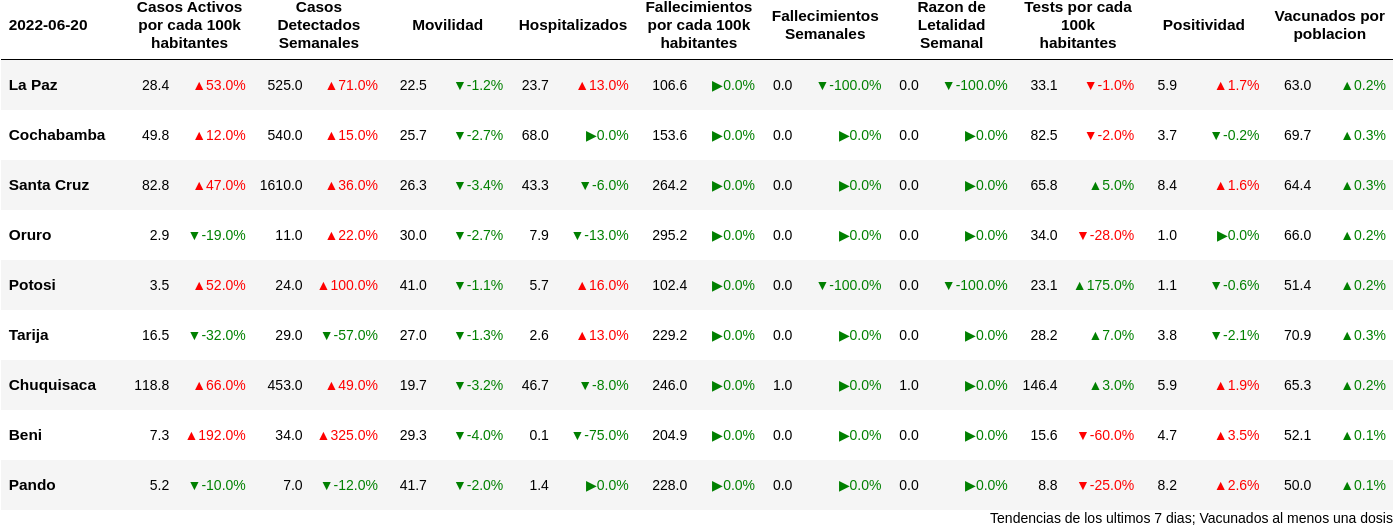 2022-06-20 Casos Activos por cada 100k habitantes Casos Detectados Semanales Movilidad Hospitalizados Fallecimientos por cada 100k habitantes Fallecimientos Semanales Razon de Letalidad Semanal Tests por cada 100k habitantes Positividad Vacunados por poblacion
La Paz 28.4 ▲53.0% 525.0 ▲71.0% 22.5 ▼-1.2% 23.7 ▲13.0% 106.6 ▶0.0% 0.0 ▼-100.0% 0.0 ▼-100.0% 33.1 ▼-1.0% 5.9 ▲1.7% 63.0 ▲0.2%
Cochabamba 49.8 ▲12.0% 540.0 ▲15.0% 25.7 ▼-2.7% 68.0 ▶0.0% 153.6 ▶0.0% 0.0 ▶0.0% 0.0 ▶0.0% 82.5 ▼-2.0% 3.7 ▼-0.2% 69.7 ▲0.3%
Santa Cruz 82.8 ▲47.0% 1610.0 ▲36.0% 26.3 ▼-3.4% 43.3 ▼-6.0% 264.2 ▶0.0% 0.0 ▶0.0% 0.0 ▶0.0% 65.8 ▲5.0% 8.4 ▲1.6% 64.4 ▲0.3%
Oruro 2.9 ▼-19.0% 11.0 ▲22.0% 30.0 ▼-2.7% 7.9 ▼-13.0% 295.2 ▶0.0% 0.0 ▶0.0% 0.0 ▶0.0% 34.0 ▼-28.0% 1.0 ▶0.0% 66.0 ▲0.2%
Potosi 3.5 ▲52.0% 24.0 ▲100.0% 41.0 ▼-1.1% 5.7 ▲16.0% 102.4 ▶0.0% 0.0 ▼-100.0% 0.0 ▼-100.0% 23.1 ▲175.0% 1.1 ▼-0.6% 51.4 ▲0.2%
Tarija 16.5 ▼-32.0% 29.0 ▼-57.0% 27.0 ▼-1.3% 2.6 ▲13.0% 229.2 ▶0.0% 0.0 ▶0.0% 0.0 ▶0.0% 28.2 ▲7.0% 3.8 ▼-2.1% 70.9 ▲0.3%
Chuquisaca 118.8 ▲66.0% 453.0 ▲49.0% 19.7 ▼-3.2% 46.7 ▼-8.0% 246.0 ▶0.0% 1.0 ▶0.0% 1.0 ▶0.0% 146.4 ▲3.0% 5.9 ▲1.9% 65.3 ▲0.2%
Beni 7.3 ▲192.0% 34.0 ▲325.0% 29.3 ▼-4.0% 0.1 ▼-75.0% 204.9 ▶0.0% 0.0 ▶0.0% 0.0 ▶0.0% 15.6 ▼-60.0% 4.7 ▲3.5% 52.1 ▲0.1%
Pando 5.2 ▼-10.0% 7.0 ▼-12.0% 41.7 ▼-2.0% 1.4 ▶0.0% 228.0 ▶0.0% 0.0 ▶0.0% 0.0 ▶0.0% 8.8 ▼-25.0% 8.2 ▲2.6% 50.0 ▲0.1%
Tendencias de los ultimos 7 dias; Vacunados al menos una dosis